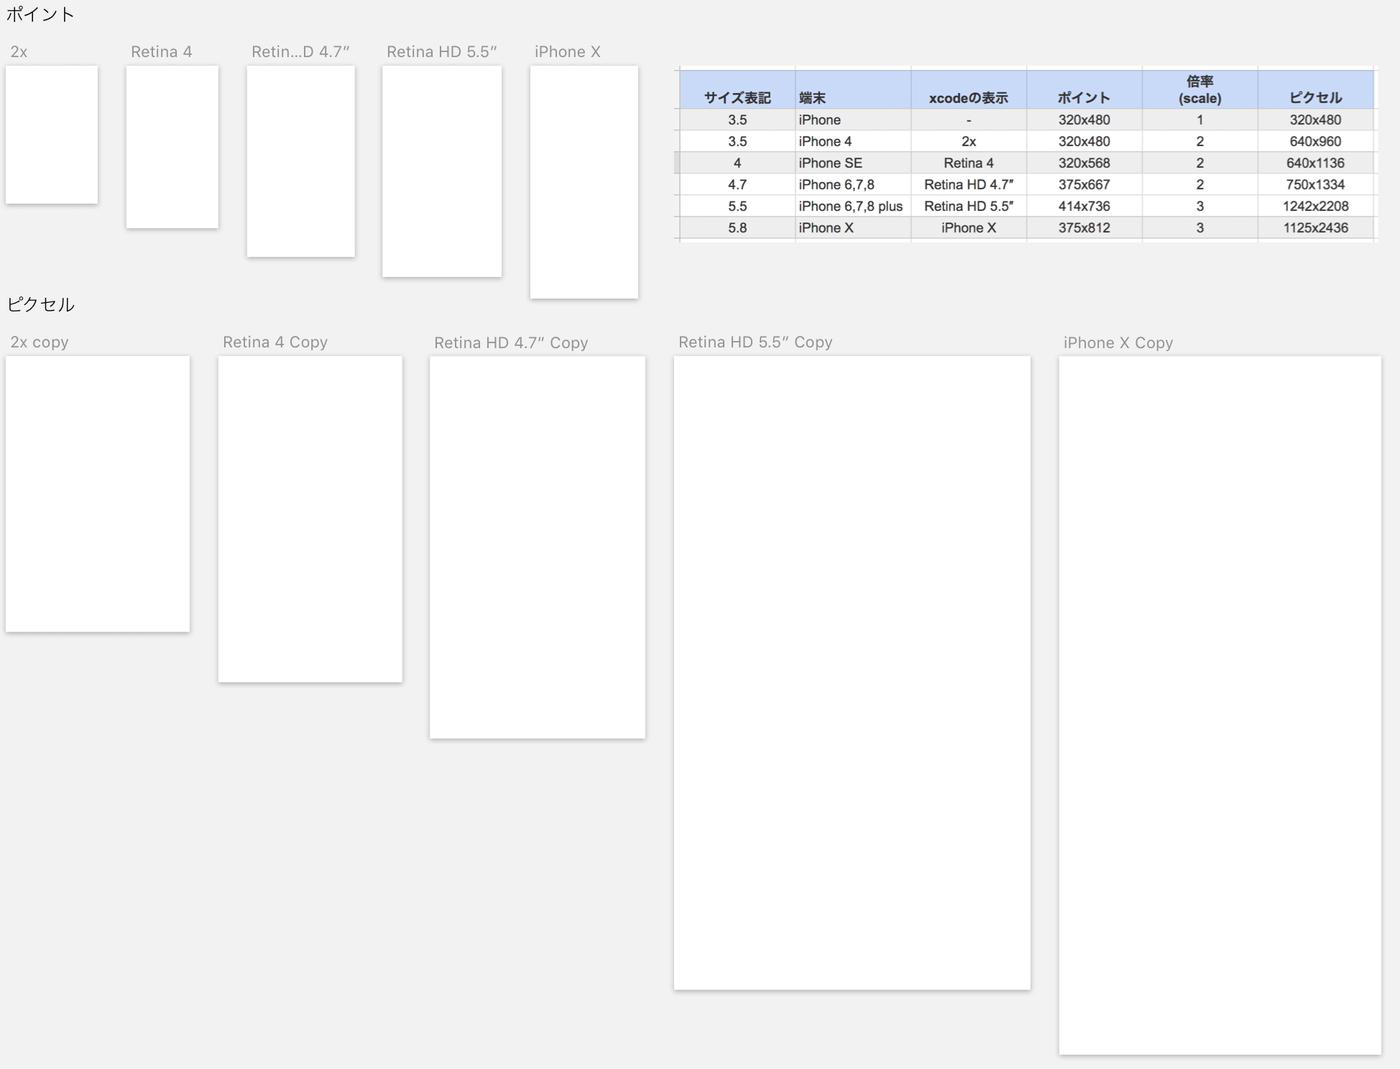 ポイント
2x
Retina 4
Retin...D 4.7″
Retina HD 5.5″
iPhone X
サイズ表記 端末 xcodeの表示 ポイント 倍率 (scale) ピクセル
3.5 iPhone - 320x480 1 320x480
3.5 iPhone 4 2x 320x480 2 640x960
4 iPhone SE Retina 4 320x568 2 640x1136
4.7 iPhone 6,7,8 Retina HD 4.7″ 375x667 2 750x1334
5.5 iPhone 6,7,8 plus Retina HD 5.5″ 414x736 3 1242x2208
5.8 iPhone X iPhone X 375x812 3 1125x2436
ピクセル
2x copy
Retina 4 Copy
Retina HD 4.7″ Copy
Retina HD 5.5″ Copy
iPhone X Copy